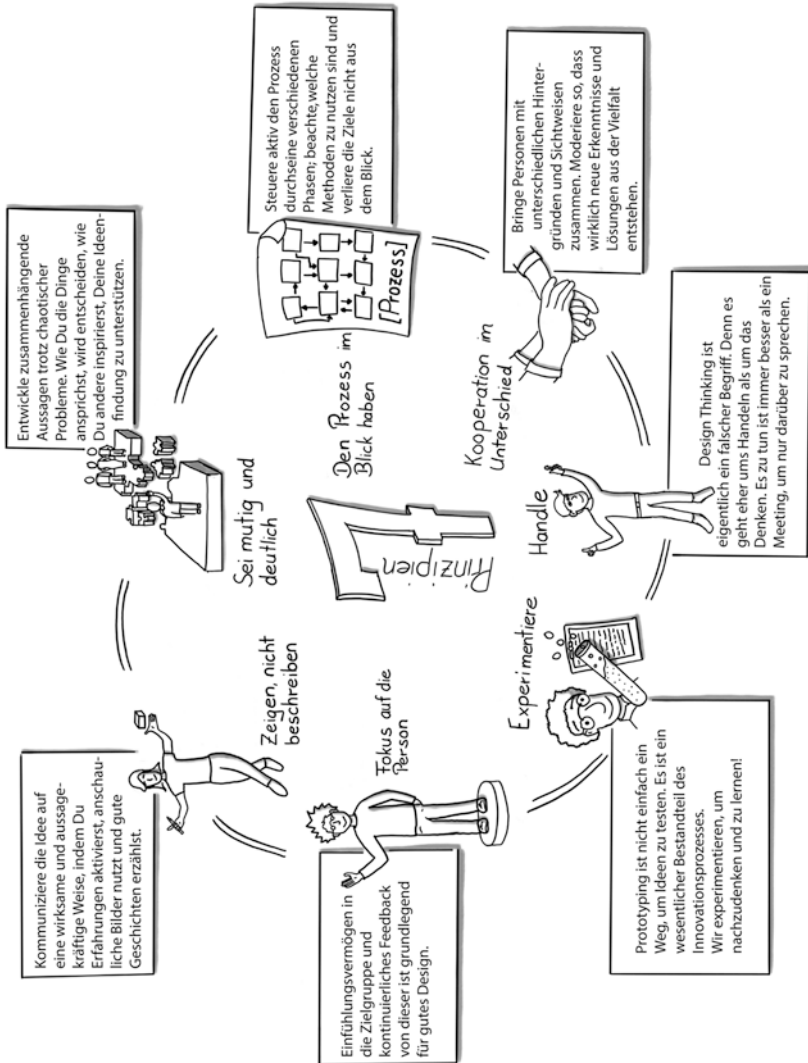 7
Prinzipien
Zeigen, nicht
beschreiben
Kommuniziere die Idee auf
eine wirksame und aussage-
kräftige Weise, indem Du
Erfahrungen aktivierst, anschau-
liche Bilder nutzt und gute
Geschichten erzählst.
Sei mutig und
deutlich
Entwickle zusammenhängende
Aussagen trotz chaotischer
Probleme. Wie Du die Dinge
ansprichst, wird entscheiden, wie
Du andere inspirierst, Deine Ideen-
findung zu unterstützen.
Den Prozess im
Blick haben
[Prozess]
Steuere aktiv den Prozess
durchseine verschiedenen
Phasen; beachte,welche
Methoden zu nutzen sind und
verliere die Ziele nicht aus
dem Blick.
Kooperation im
Unterschied
Bringe Personen mit
unterschiedlichen Hinter-
gründen und Sichtweisen
zusammen. Moderiere so, dass
wirklich neue Erkenntnisse und
Lösungen aus der Vielfalt
entstehen.
Handle
Design Thinking ist
eigentlich ein falscher Begriff. Denn es
geht eher ums Handeln als um das
Denken. Es zu tun ist immer besser als ein
Meeting, um nur darüber zu sprechen.
Experimentiere
Prototyping ist nicht einfach ein
Weg, um Ideen zu testen. Es ist ein
wesentlicher Bestandteil des
Innovationsprozesses.
Wir experimentieren, um
nachzudenken und zu lernen!
Fokus auf die
Person
Einfühlungsvermögen in
die Zielgruppe und
kontinuierliches Feedback
von dieser ist grundlegend
für gutes Design.